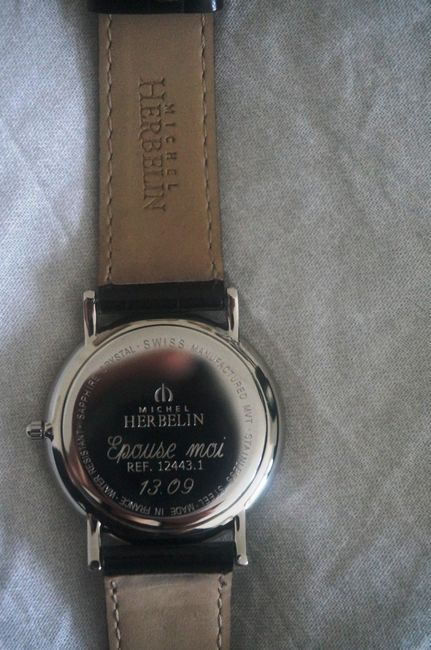 MICHEL
HERBELIN
SAPPHIRE CRYSTAL - SWISS MANUFACTURED MVT - STAINLESS STEEL - MADE IN FRANCE - WATER RESISTANT -
MICHEL
HERBELIN
Epouse moi
REF. 12443.1
13.09